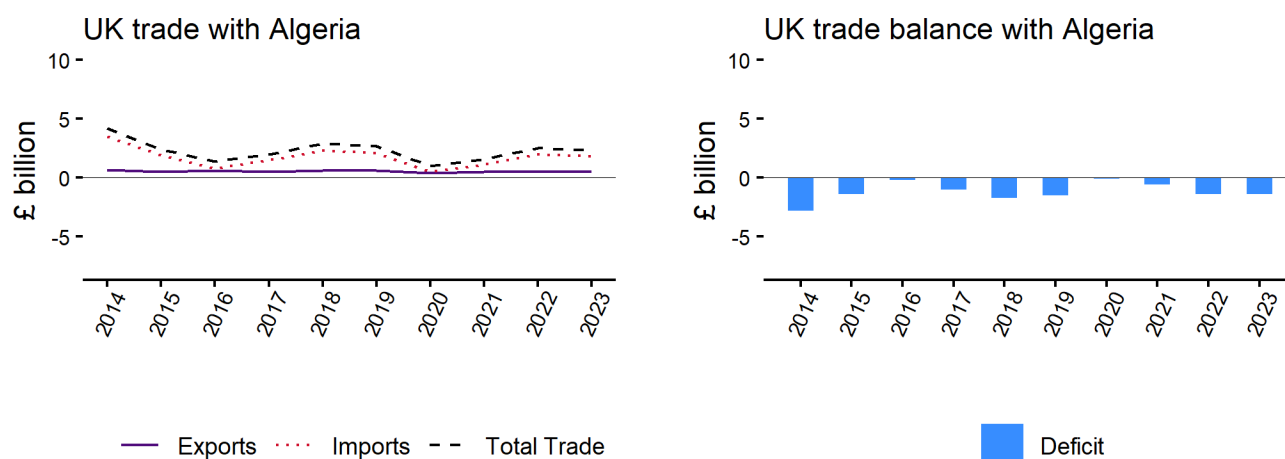 UK trade with Algeria
10
5
0
-5
£ billion
2014 2015 2016 2017 2018 2019 2020 2021 2022 2023
Exports Imports Total Trade
UK trade balance with Algeria
10
5
0
-5
£ billion
2014 2015 2016 2017 2018 2019 2020 2021 2022 2023
Deficit